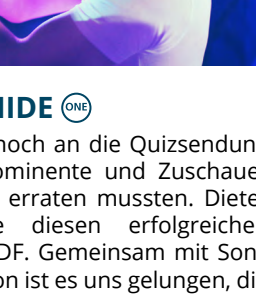 HIDE ONE
noch an die Quizsendun
ominente und Zuschaue
erraten mussten. Diete
e diesen erfolgreiche
DF. Gemeinsam mit Son
on ist es uns gelungen, di